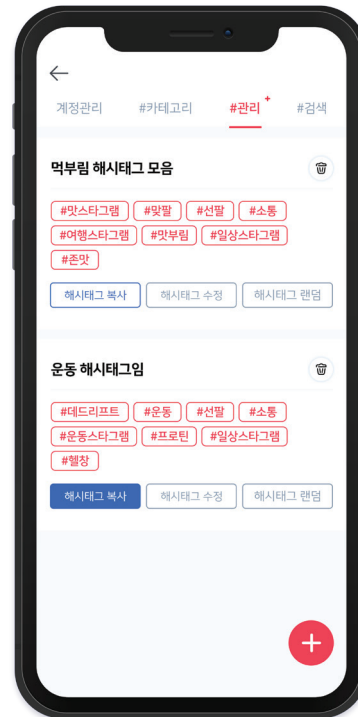 계정관리 #카테고리 #관리 + #검색
먹부림 해시태그 모음
#맛스타그램 #맞팔 #선팔 #소통
#여행스타그램 #맛부림 #일상스타그램
#존맛
해시태그 복사 해시태그 수정 해시태그 랜덤
운동 해시태그임
#데드리프트 #운동 #선팔 #소통
#운동스타그램 #프로틴 #일상스타그램
#헬창
해시태그 복사 해시태그 수정 해시태그 랜덤
+